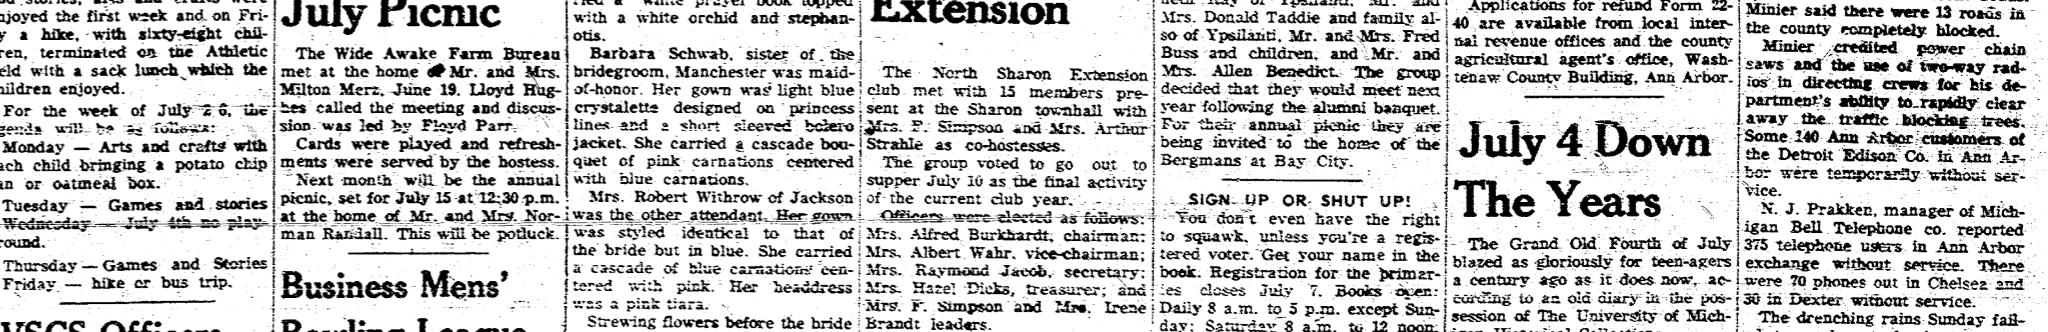 njoyed the first week and on Fri-
y a hike, with sixty-eight chil-
ren, terminated on the Athletic
eld with a sack lunch which the
hildren enjoyed.
For the week of July 2 6, the
genda will be as follows:
Monday — Arts and crafts with
ach child bringing a potato chip
an or oatmeal box.
Tuesday — Games and stories
Wednesday July 4th no play-
round.
Thursday — Games and Stories
Friday — hike or bus trip.
VSCS Officers
July Picnic
The Wide Awake Farm Bureau
met at the home of Mr. and Mrs.
Milton Merz, June 19. Lloyd Hug-
hes called the meeting and discus-
sion was led by Floyd Parr.
Cards were played and refresh-
ments were served by the hostess.
Next month will be the annual
picnic, set for July 15 at 12:30 p.m.
at the home of Mr. and Mrs. Nor-
man Randall. This will be potluck.
Business Mens'
Bowling League
a white prayer book topped
with a white orchid and stephan-
otis.
Barbara Schwab, sister of the
bridegroom, Manchester was maid-
of-honor. Her gown was light blue
crystalette designed on princess
lines and a short sleeved bolero
jacket. She carried a cascade bou-
quet of pink carnations centered
with blue carnations.
Mrs. Robert Withrow of Jackson
was the other attendant. Her gown
was styled identical to that of
the bride but in blue. She carried
a cascade of blue carnations cen-
tered with pink. Her headdress
was a pink tiara.
Strewing flowers before the bride
Extension
The North Sharon Extension
club met with 15 members pre-
sent at the Sharon townhall with
Mrs. F. Simpson and Mrs. Arthur
Strahle as co-hostesses.
The group voted to go out to
supper July 10 as the final activity
of the current club year.
Officers were elected as follows:
Mrs. Alfred Burkhardt, chairman;
Mrs. Albert Wahr, vice-chairman;
Mrs. Raymond Jacob, secretary;
Mrs. Hazel Dicks, treasurer; and
Mrs. F. Simpson and Mrs. Irene
Brandt leaders.
of Ypsilanti, Mr. and
Mrs. Donald Taddie and family al-
so of Ypsilanti, Mr. and Mrs. Fred
Buss and children, and Mr. and
Mrs. Allen Benedict. The group
decided that they would meet next
year following the alumni banquet.
For their annual picnic they are
being invited to the home of the
Bergmans at Bay City.
SIGN UP OR SHUT UP!
You don't even have the right
to squawk, unless you're a regis-
tered voter. Get your name in the
book. Registration for the primar-
ies closes July 7. Books open:
Daily 8 a.m. to 5 p.m. except Sun-
day; Saturday 8 a.m. to 12 noon;
Applications for refund Form 22-
40 are available from local inter-
nal revenue offices and the county
agricultural agent's office, Wash-
tenaw County Building, Ann Arbor.
July 4 Down
The Years
The Grand Old Fourth of July
blazed as gloriously for teen-agers
a century ago as it does now, ac-
cording to an old diary in the pos-
session of The University of Mich-
Minier said there were 13 roads in
the county completely blocked.
Minier credited power chain
saws and the use of two-way rad-
ios in directing crews for his de-
partment's ability to rapidly clear
away the traffic blocking trees.
Some 140 Ann Arbor customers of
the Detroit Edison Co. in Ann Ar-
bor were temporarily without ser-
vice.
N. J. Prakken, manager of Mich-
igan Bell Telephone co. reported
375 telephone users in Ann Arbor
exchange without service. There
were 70 phones out in Chelsea and
30 in Dexter without service.
The drenching rains Sunday fail-